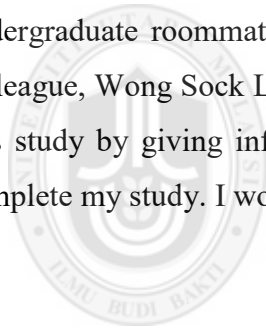 dergraduate roommat
league, Wong Sock L
s study by giving inf
mplete my study. I wo
ILMU BUDI BAKTI